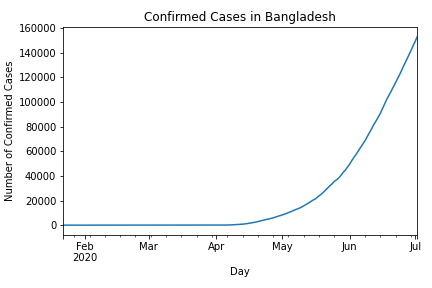 Confirmed Cases in Bangladesh
Number of Confirmed Cases
160000
140000
120000
100000
80000
60000
40000
20000
0
Feb
2020
Mar
Apr
May
Jun
Jul
Day